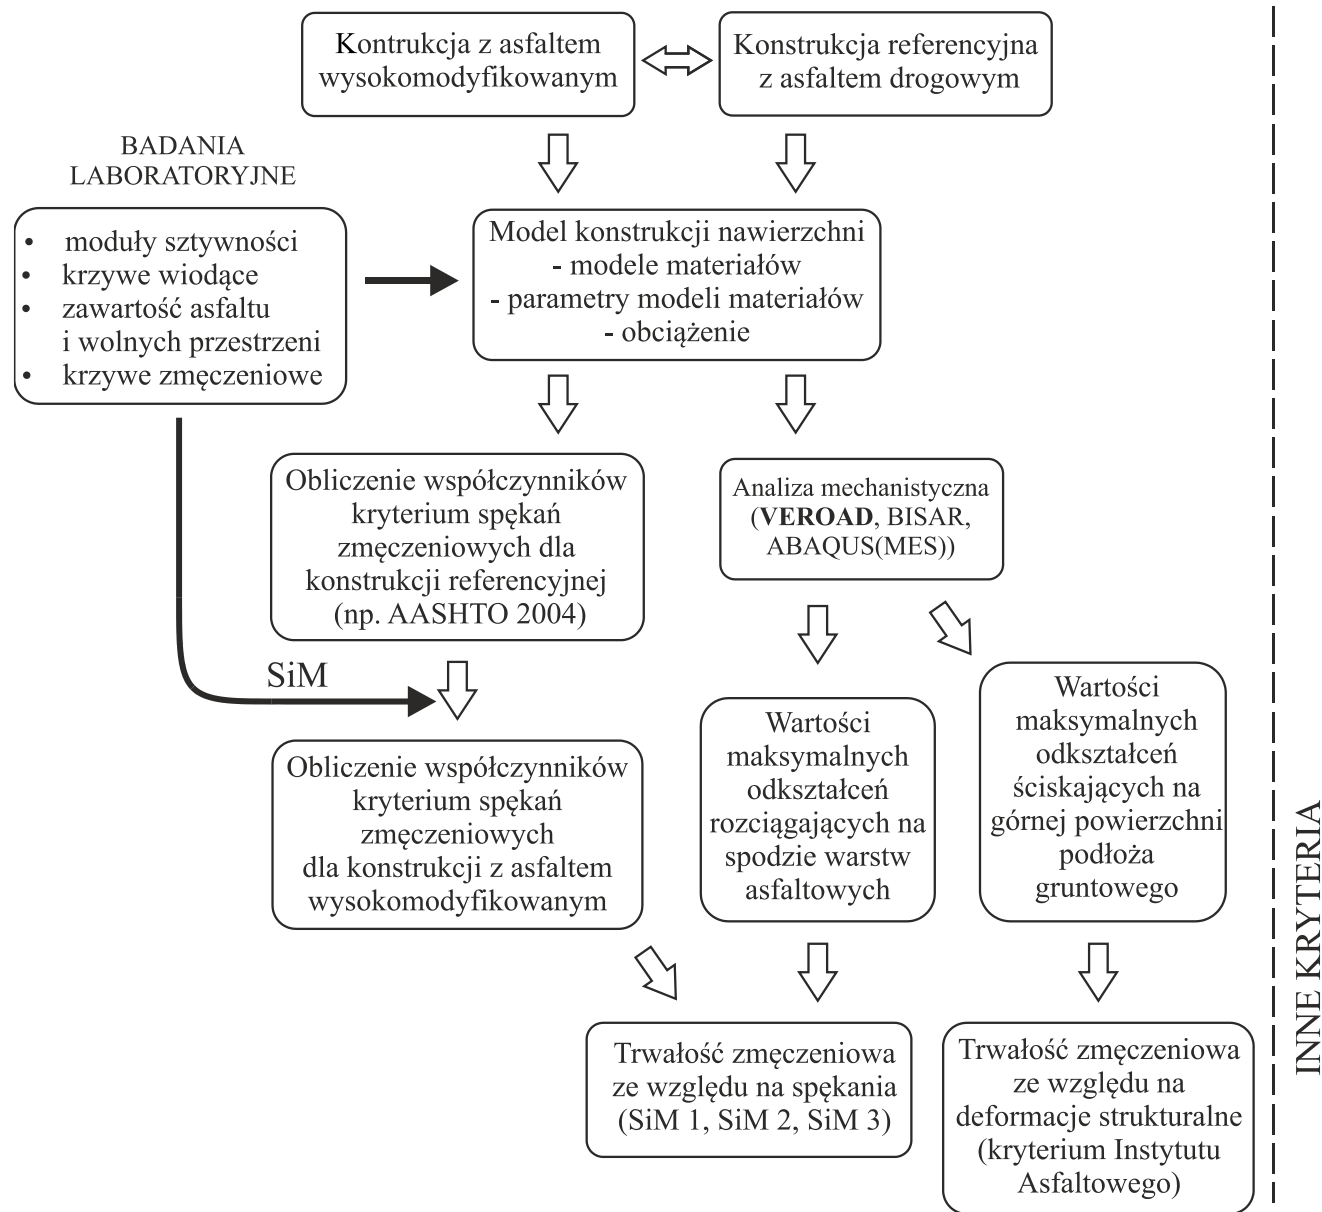 Kontrukcja z asfaltem
wysokomodyfikowanym
Konstrukcja referencyjna
z asfaltem drogowym
BADANIA
LABORATORYJNE
• moduły sztywności
• krzywe wiodące
• zawartość asfaltu
i wolnych przestrzeni
• krzywe zmęczeniowe
Model konstrukcji nawierzchni
- modele materiałów
- parametry modeli materiałów
- obciążenie
Obliczenie współczynników
kryterium spękań
zmęczeniowych dla
konstrukcji referencyjnej
(np. AASHTO 2004)
Analiza mechanistyczna
(VEROAD, BISAR,
ABAQUS(MES))
SiM
Obliczenie współczynników
kryterium spękań
zmęczeniowych
dla konstrukcji z asfaltem
wysokomodyfikowanym
Wartości
maksymalnych
odkształceń
rozciągających na
spodzie warstw
asfaltowych
Wartości
maksymalnych
odkształceń
ściskających na
górnej powierzchni
podłoża
gruntowego
Trwałość zmęczeniowa
ze względu na spękania
(SiM 1, SiM 2, SiM 3)
Trwałość zmęczeniowa
ze względu na
deformacje strukturalne
(kryterium Instytutu
Asfaltowego)
INNE KRYTERIA